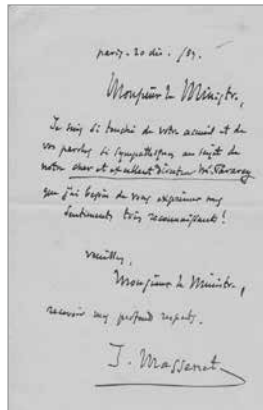 paris. 20 déc. /89.
Monsieur le Ministre,
Je suis si touché de votre accueil et de
vos paroles si sympathiques au sujet de
notre cher et excellent directeur M. Paravey
que j'ai besoin de vous exprimer mes
sentiments très reconnaissants !
veuillez,
Monsieur le Ministre,
recevoir mes profonds respects.
J. Massenet